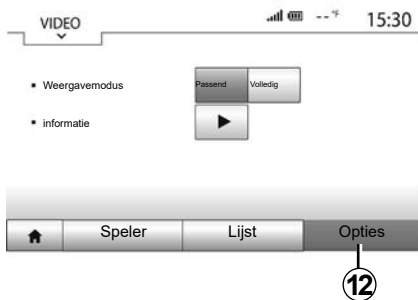 VIDEO
--°F 15:30
▪ Weergavemodus
Passend Volledig
▪ informatie
Speler Lijst Opties
12